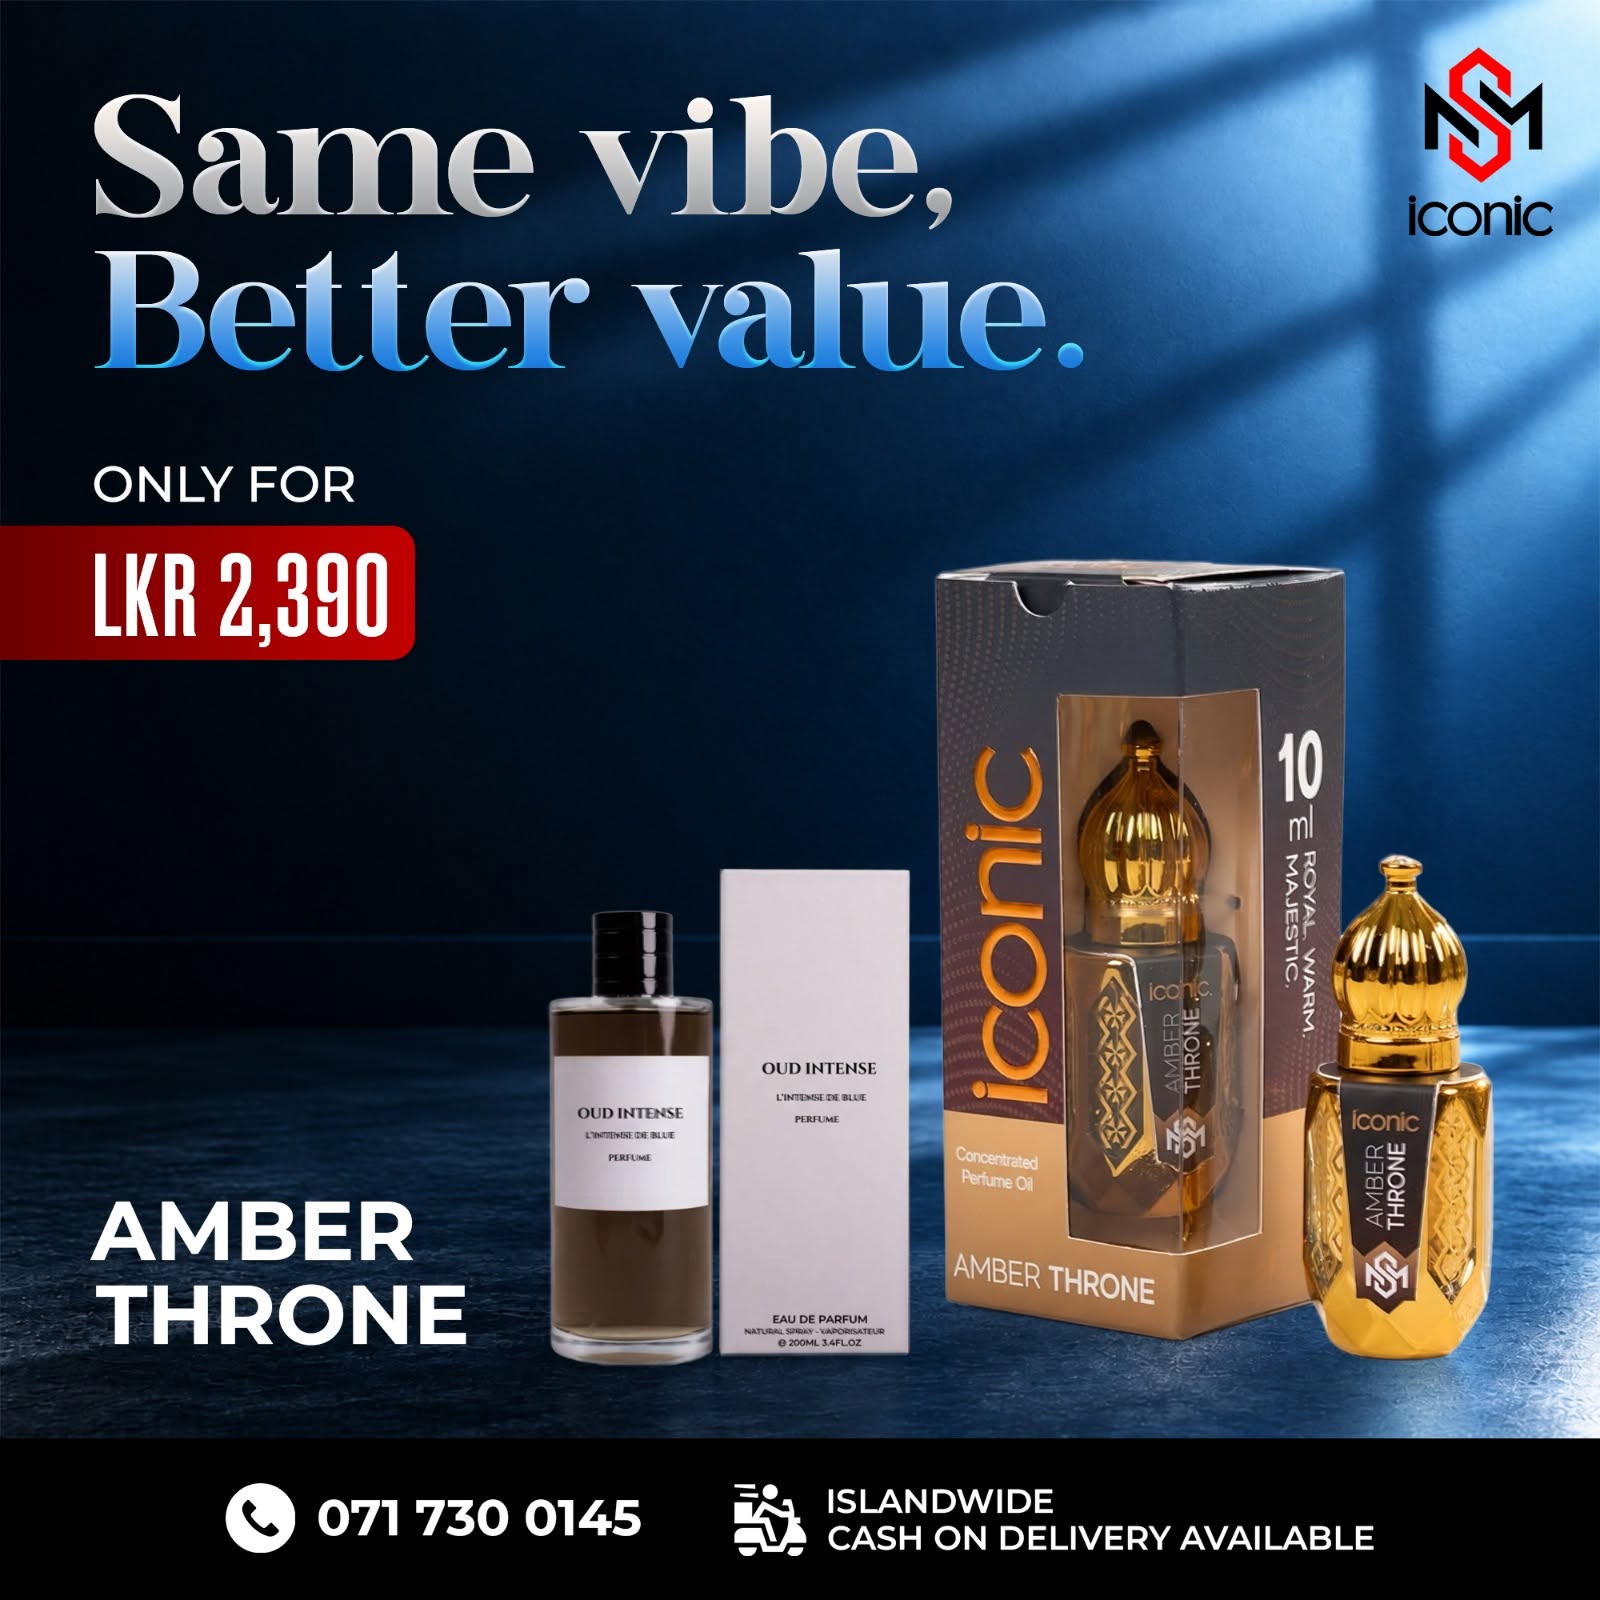 Same vibe,
Better value.
SM
iconic
ONLY FOR
LKR 2,390
AMBER
THRONE
OUD INTENSE
L'INTENSE DE BLUE
PERFUME
OUD INTENSE
L'INTENSE DE BLUE
PERFUME
EAU DE PARFUM
NATURAL SPRAY - VAPORISATEUR
200ML 3.4FL.OZ
iconic
Concentrated
Perfume Oil
AMBER THRONE
iconic
AMBER
THRONE
SM
10
ml
ROYAL, WARM,
MAJESTIC,
iconic
AMBER
THRONE
SM
071 730 0145
ISLANDWIDE
CASH ON DELIVERY AVAILABLE